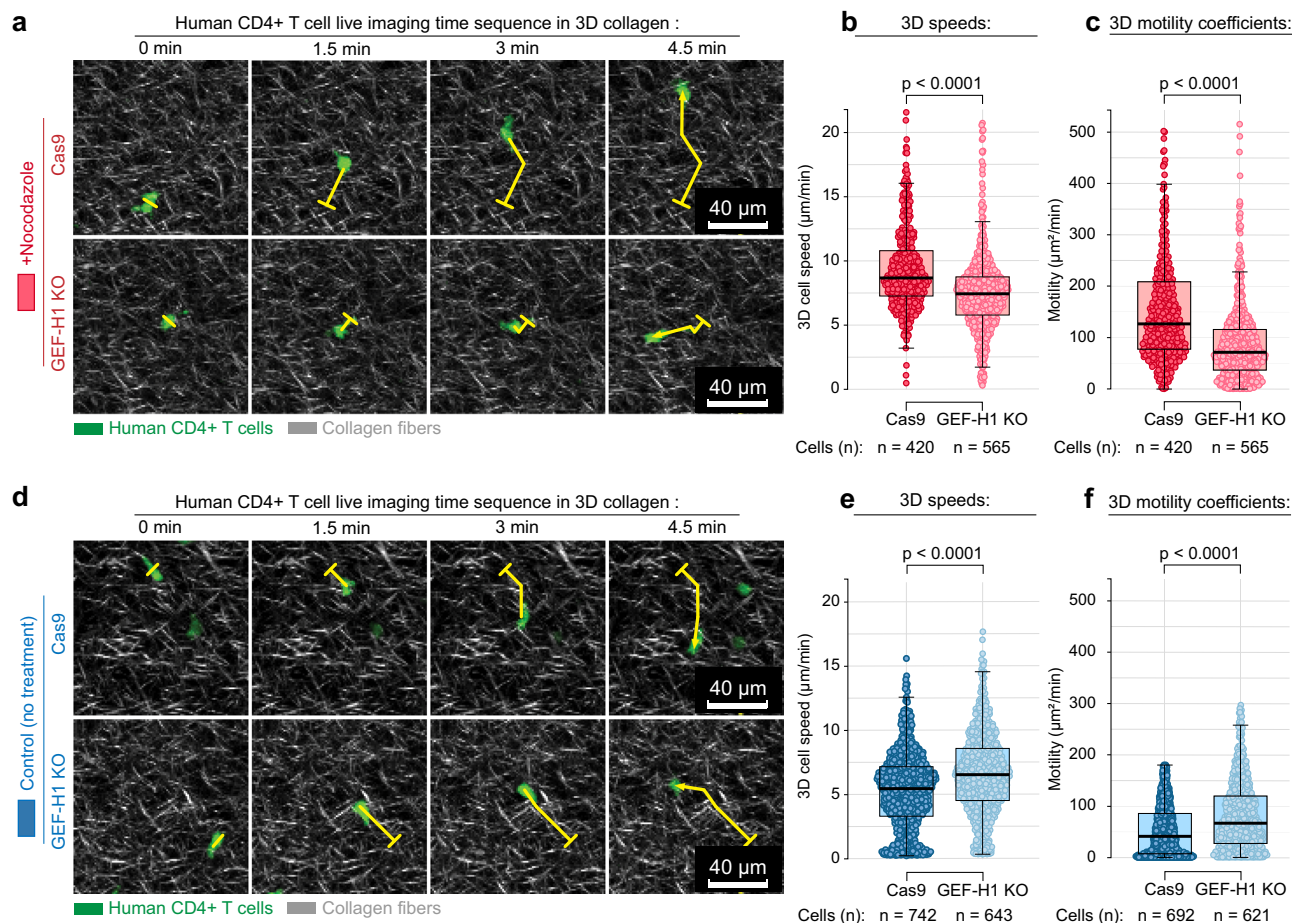 a
Human CD4+ T cell live imaging time sequence in 3D collagen :
0 min
1.5 min
3 min
4.5 min
+Nocodazole
Cas9
GEF-H1 KO
40 µm
40 µm
Human CD4+ T cells
Collagen fibers
b
3D speeds:
p < 0.0001
3D cell speed (µm/min)
20
15
10
5
0
Cas9
GEF-H1 KO
Cells (n):
n = 420
n = 565
c
3D motility coefficients:
p < 0.0001
Motility (µm²/min)
500
400
300
200
100
0
Cas9
GEF-H1 KO
n = 420
n = 565
d
Human CD4+ T cell live imaging time sequence in 3D collagen :
0 min
1.5 min
3 min
4.5 min
Control (no treatment)
Cas9
GEF-H1 KO
40 µm
40 µm
Human CD4+ T cells
Collagen fibers
e
3D speeds:
p < 0.0001
3D cell speed (µm/min)
20
15
10
5
0
Cas9
GEF-H1 KO
Cells (n):
n = 742
n = 643
f
3D motility coefficients:
p < 0.0001
Motility (µm²/min)
500
400
300
200
100
0
Cas9
GEF-H1 KO
Cells (n):
n = 692
n = 621